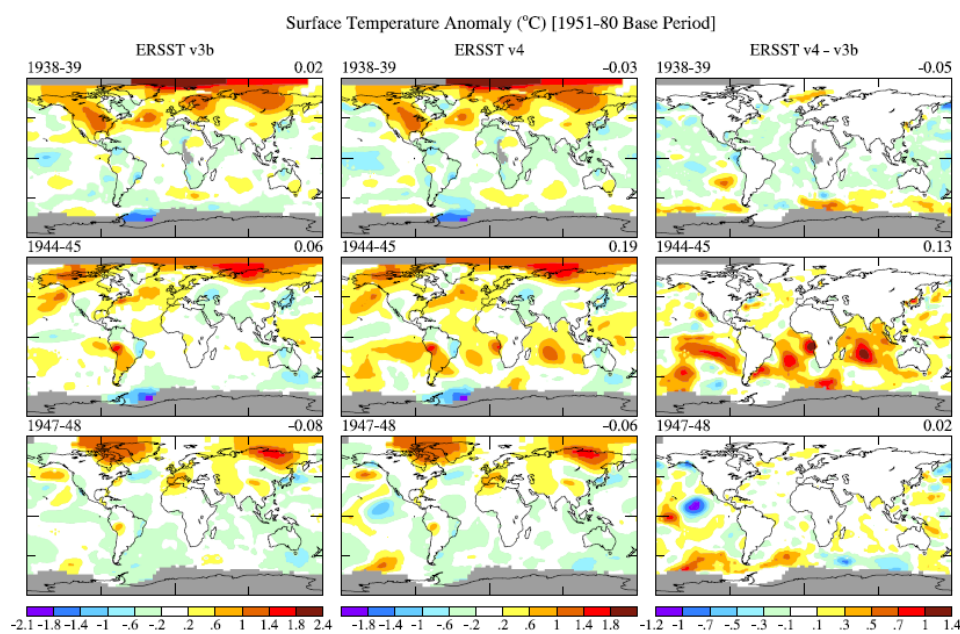 Surface Temperature Anomaly (°C) [1951-80 Base Period]
ERSST v3b ERSST v4 ERSST v4 – v3b
1938-39 0.02 1938-39 -0.03 1938-39 -0.05
1944-45 0.06 1944-45 0.19 1944-45 0.13
1947-48 -0.08 1947-48 -0.06 1947-48 0.02
-2.1 -1.8 -1.4 -1 -.6 -.2 .2 .6 1 1.4 1.8 2.4 -1.8 -1.4 -1 -.6 -.2 .2 .6 1 1.4 1.8 -1.2 -1 -.7 -.5 -.3 -.1 .1 .3 .5 .7 1 1.4